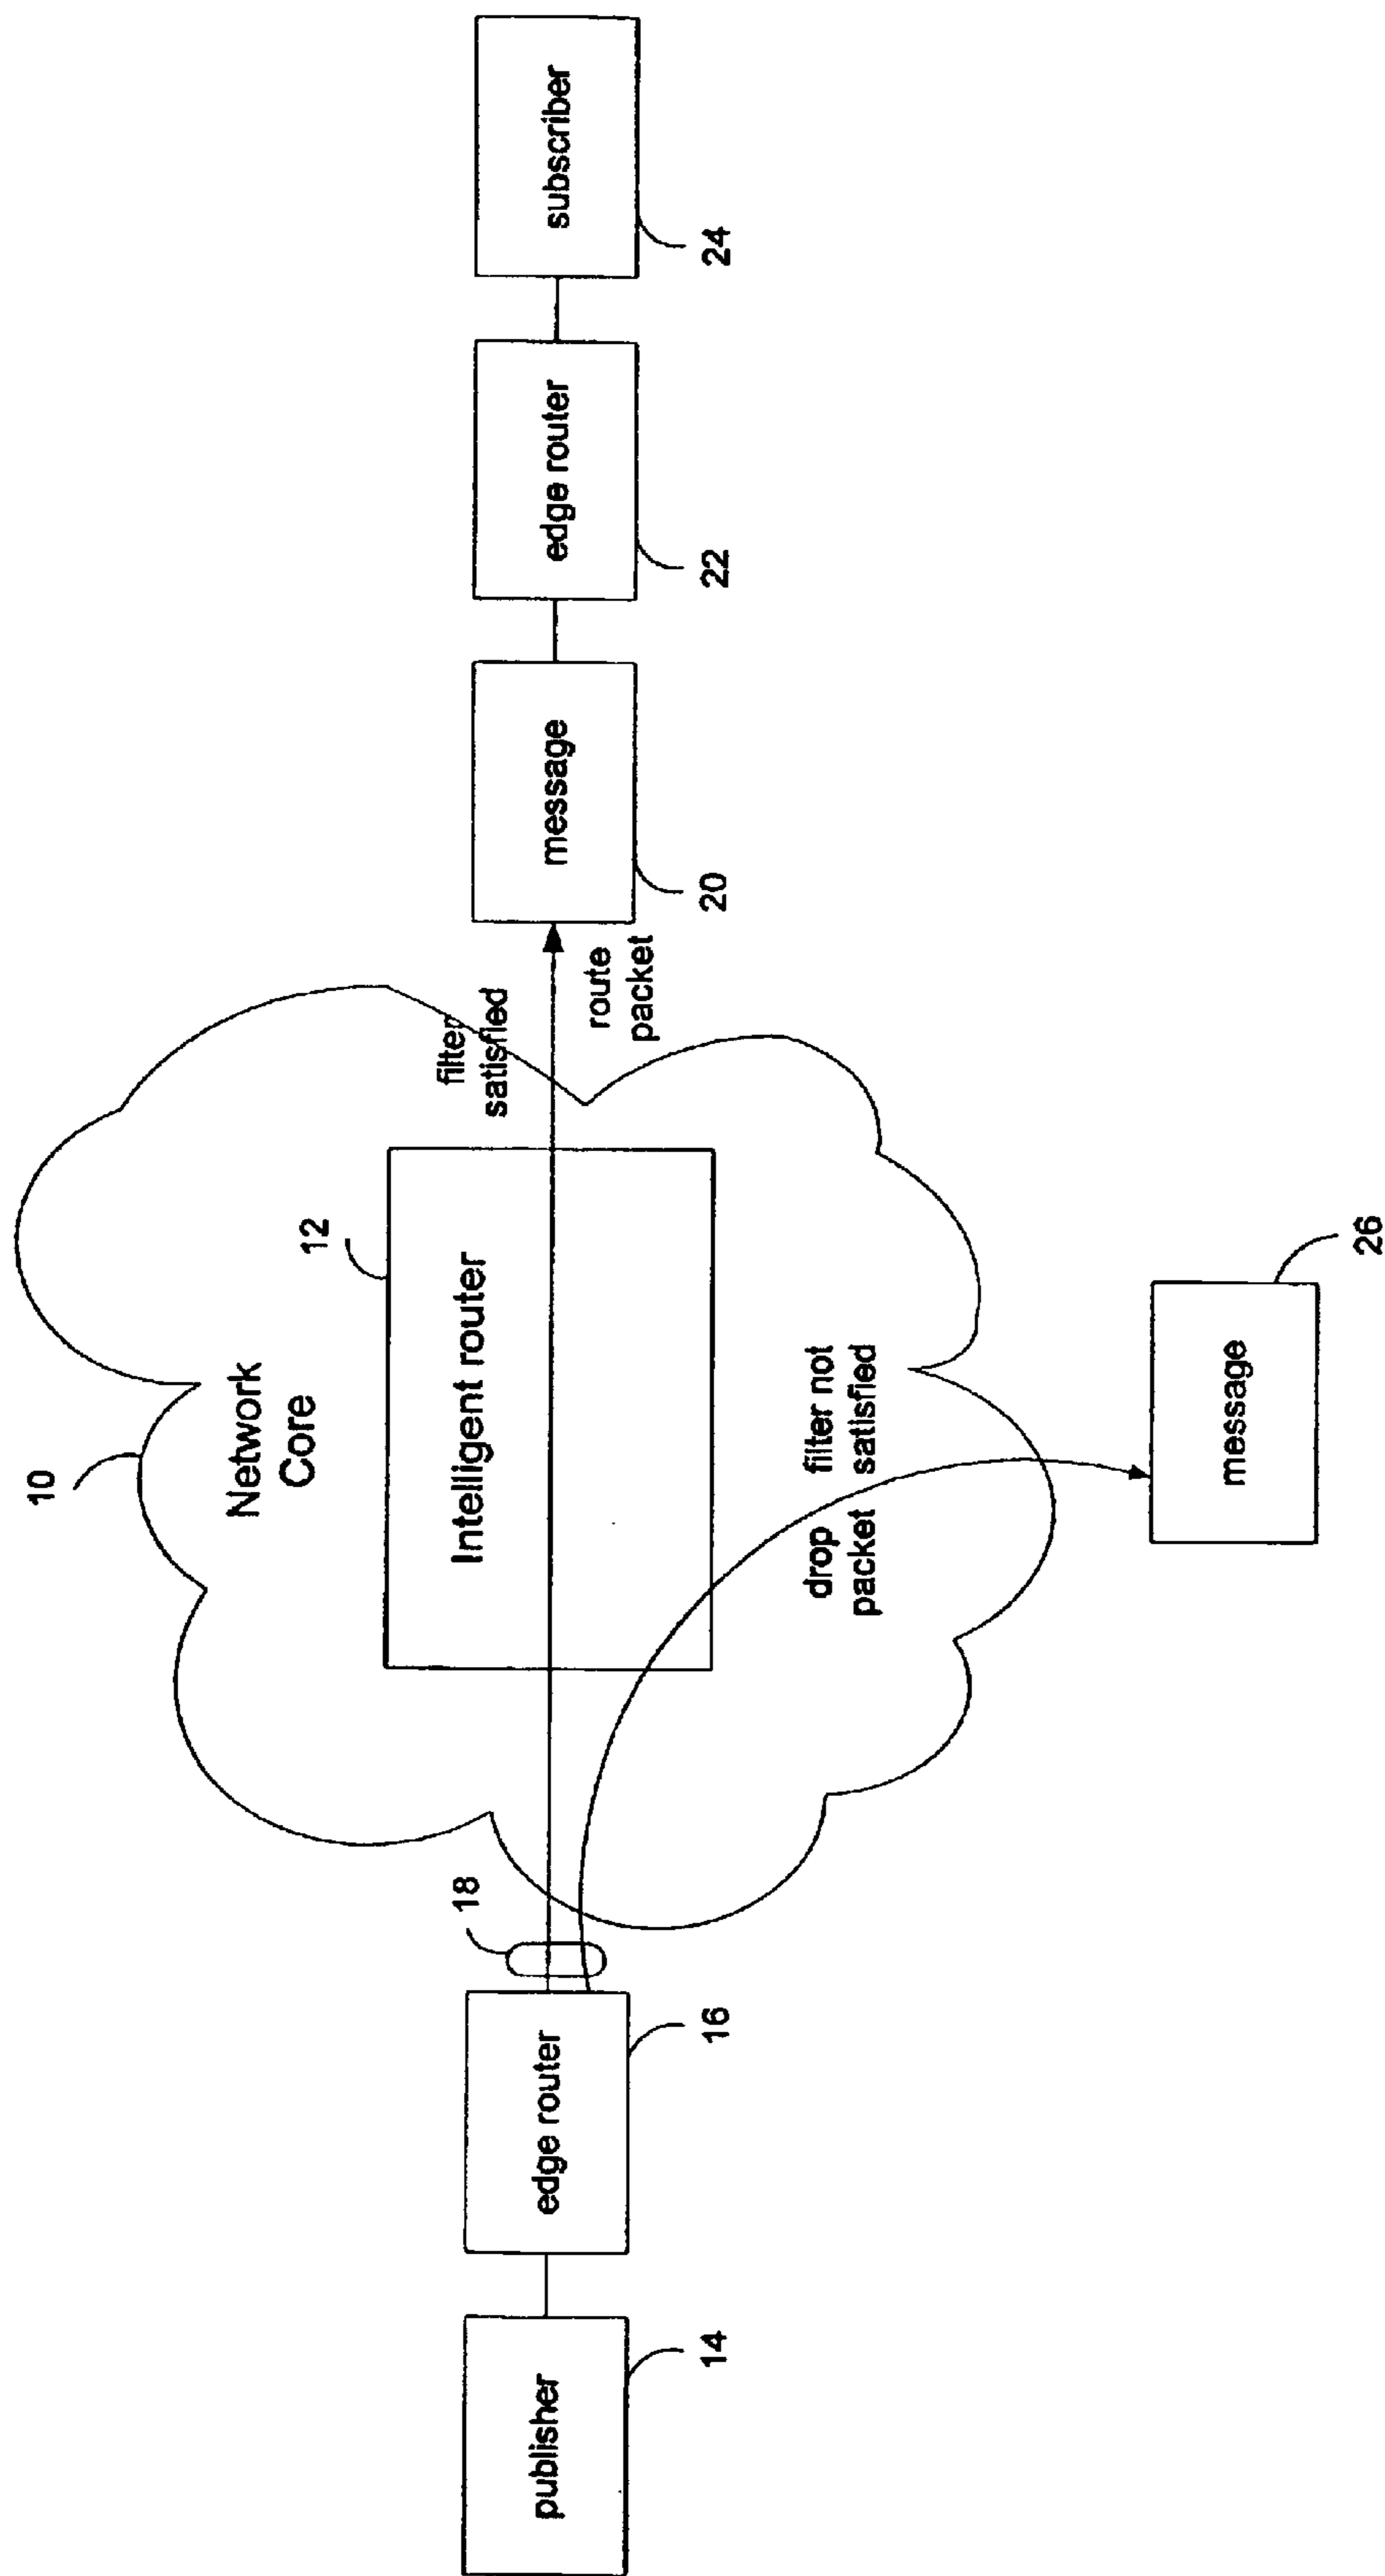 10
Network
Core
12
Intelligent router
publisher
14
edge router
16
18
filter
satisfied
route
packet
message
20
edge router
22
subscriber
24
drop
packet
filter not
satisfied
message
26